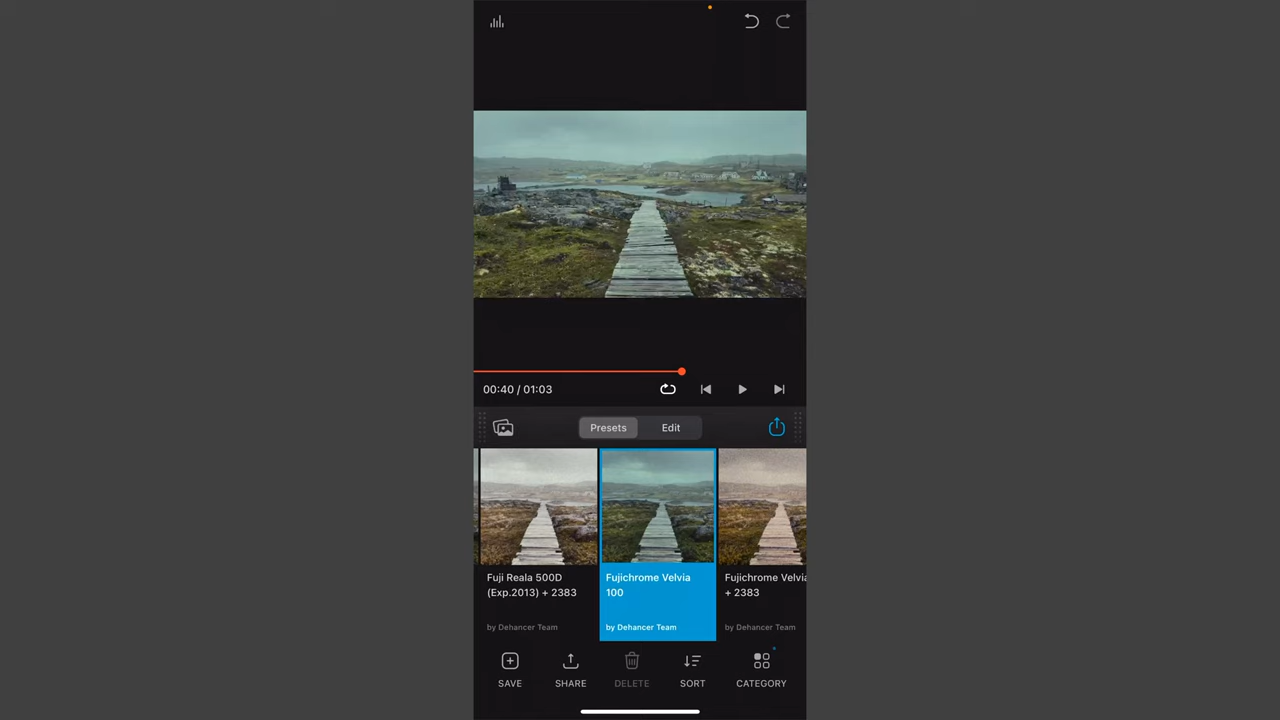 00:40 / 01:03
Presets
Edit
Fuji Reala 500D
(Exp.2013) + 2383
by Dehancer Team
Fujichrome Velvia
100
by Dehancer Team
Fujichrome Velvia
+ 2383
by Dehancer Team
SAVE
SHARE
DELETE
SORT
CATEGORY